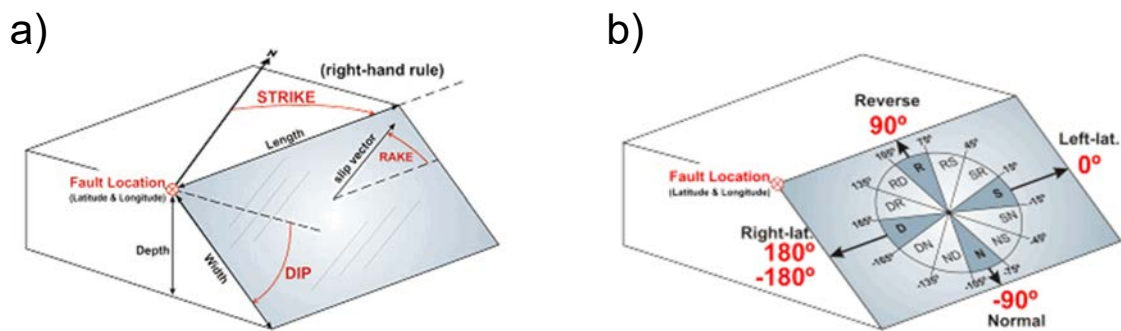 a)
b)
N
(right-hand rule)
STRIKE
Length
slip vector
RAKE
Fault Location
(Latitude & Longitude)
Depth
Width
DIP
Reverse
90º
Left-lat.
0º
Fault Location
(Latitude & Longitude)
105º
75º
45º
135º
R
RS
RD
SR
15º
165º
DR
S
-15º
D
SN
Right-lat.
180º
-180º
-165º
DN
NS
-45º
ND
N
-135º
-105º
-75º
-90º
Normal